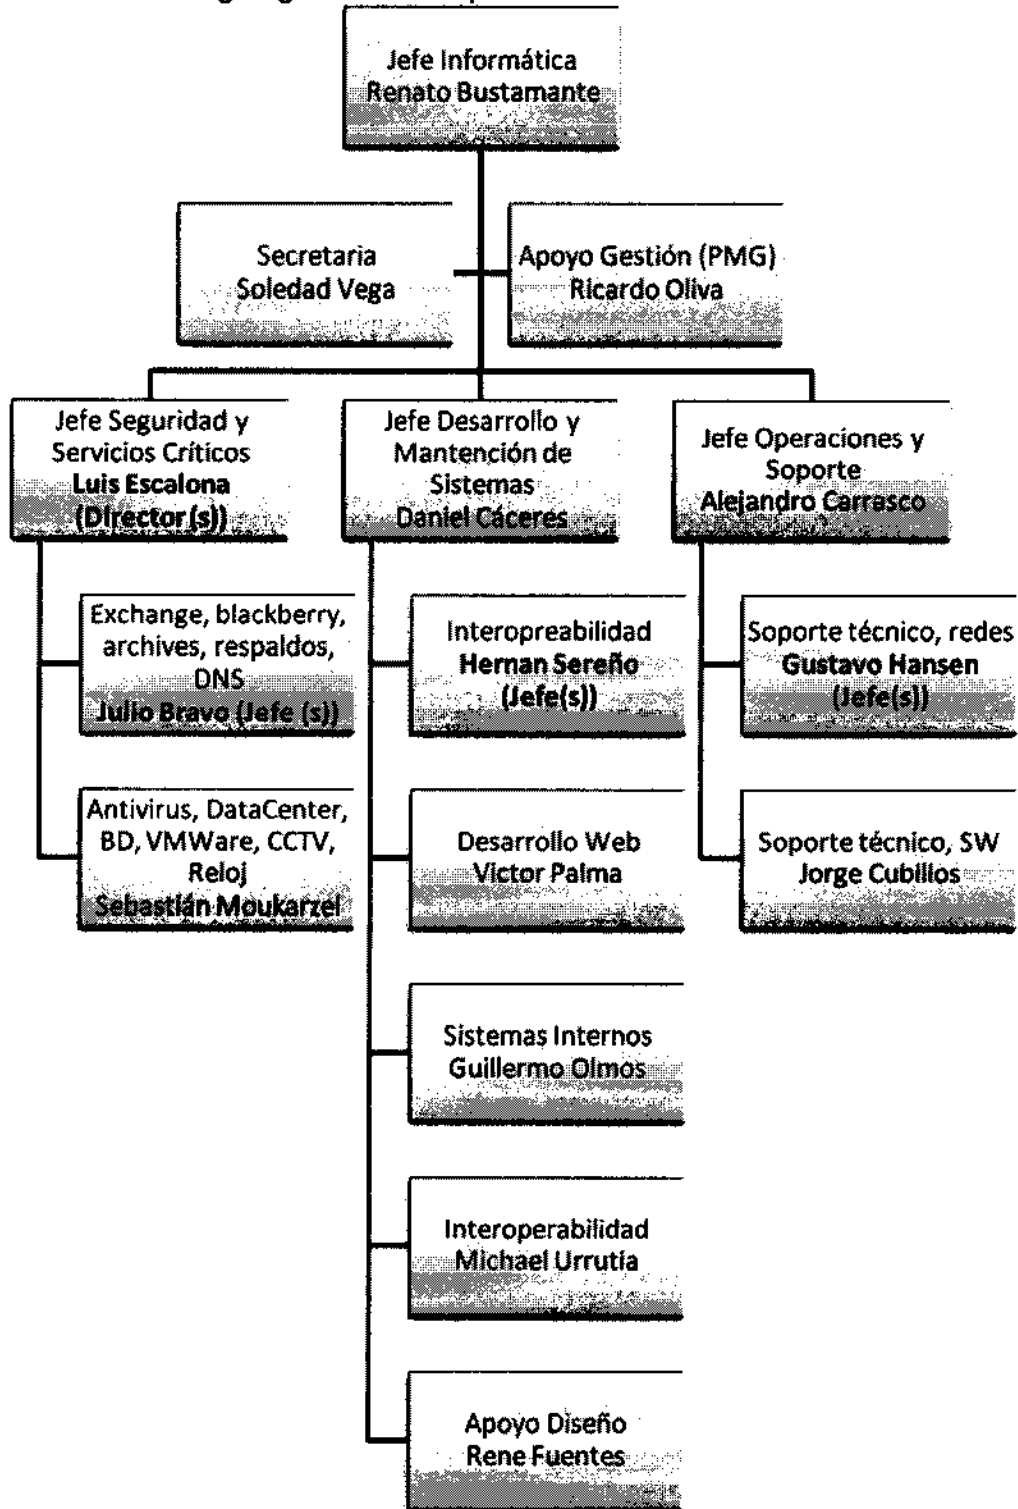 Jefe Informática
Renato Bustamante
Secretaria
Soledad Vega
Apoyo Gestión (PMG)
Ricardo Oliva
Jefe Seguridad y
Servicios Críticos
Luis Escalona
(Director(s))
Jefe Desarrollo y
Mantención de
Sistemas
Daniel Cáceres
Jefe Operaciones y
Soporte
Alejandro Carrasco
Exchange, blackberry,
archives, respaldos,
DNS
Julio Bravo (Jefe (s))
Interopreabilidad
Hernan Sereño
(Jefe(s))
Soporte técnico, redes
Gustavo Hansen
(Jefe(s))
Antivirus, DataCenter,
BD, VMWare, CCTV,
Reloj
Sebastián Moukarzel
Desarrollo Web
Victor Palma
Soporte técnico, SW
Jorge Cubillos
Sistemas Internos
Guillermo Olmos
Interoperabilidad
Michael Urrutia
Apoyo Diseño
Rene Fuentes